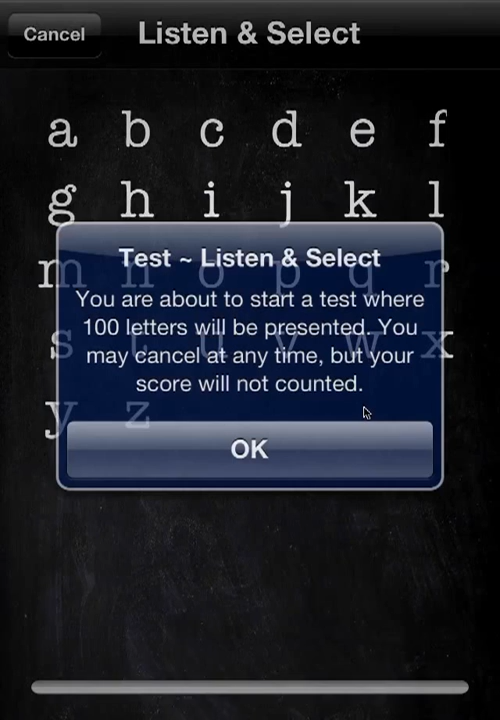 Cancel
Listen & Select
a b c d e f
g h i j k l
m n o p q r
s t u v w x
y z
Test ~ Listen & Select
You are about to start a test where
100 letters will be presented. You
may cancel at any time, but your
score will not counted.
OK